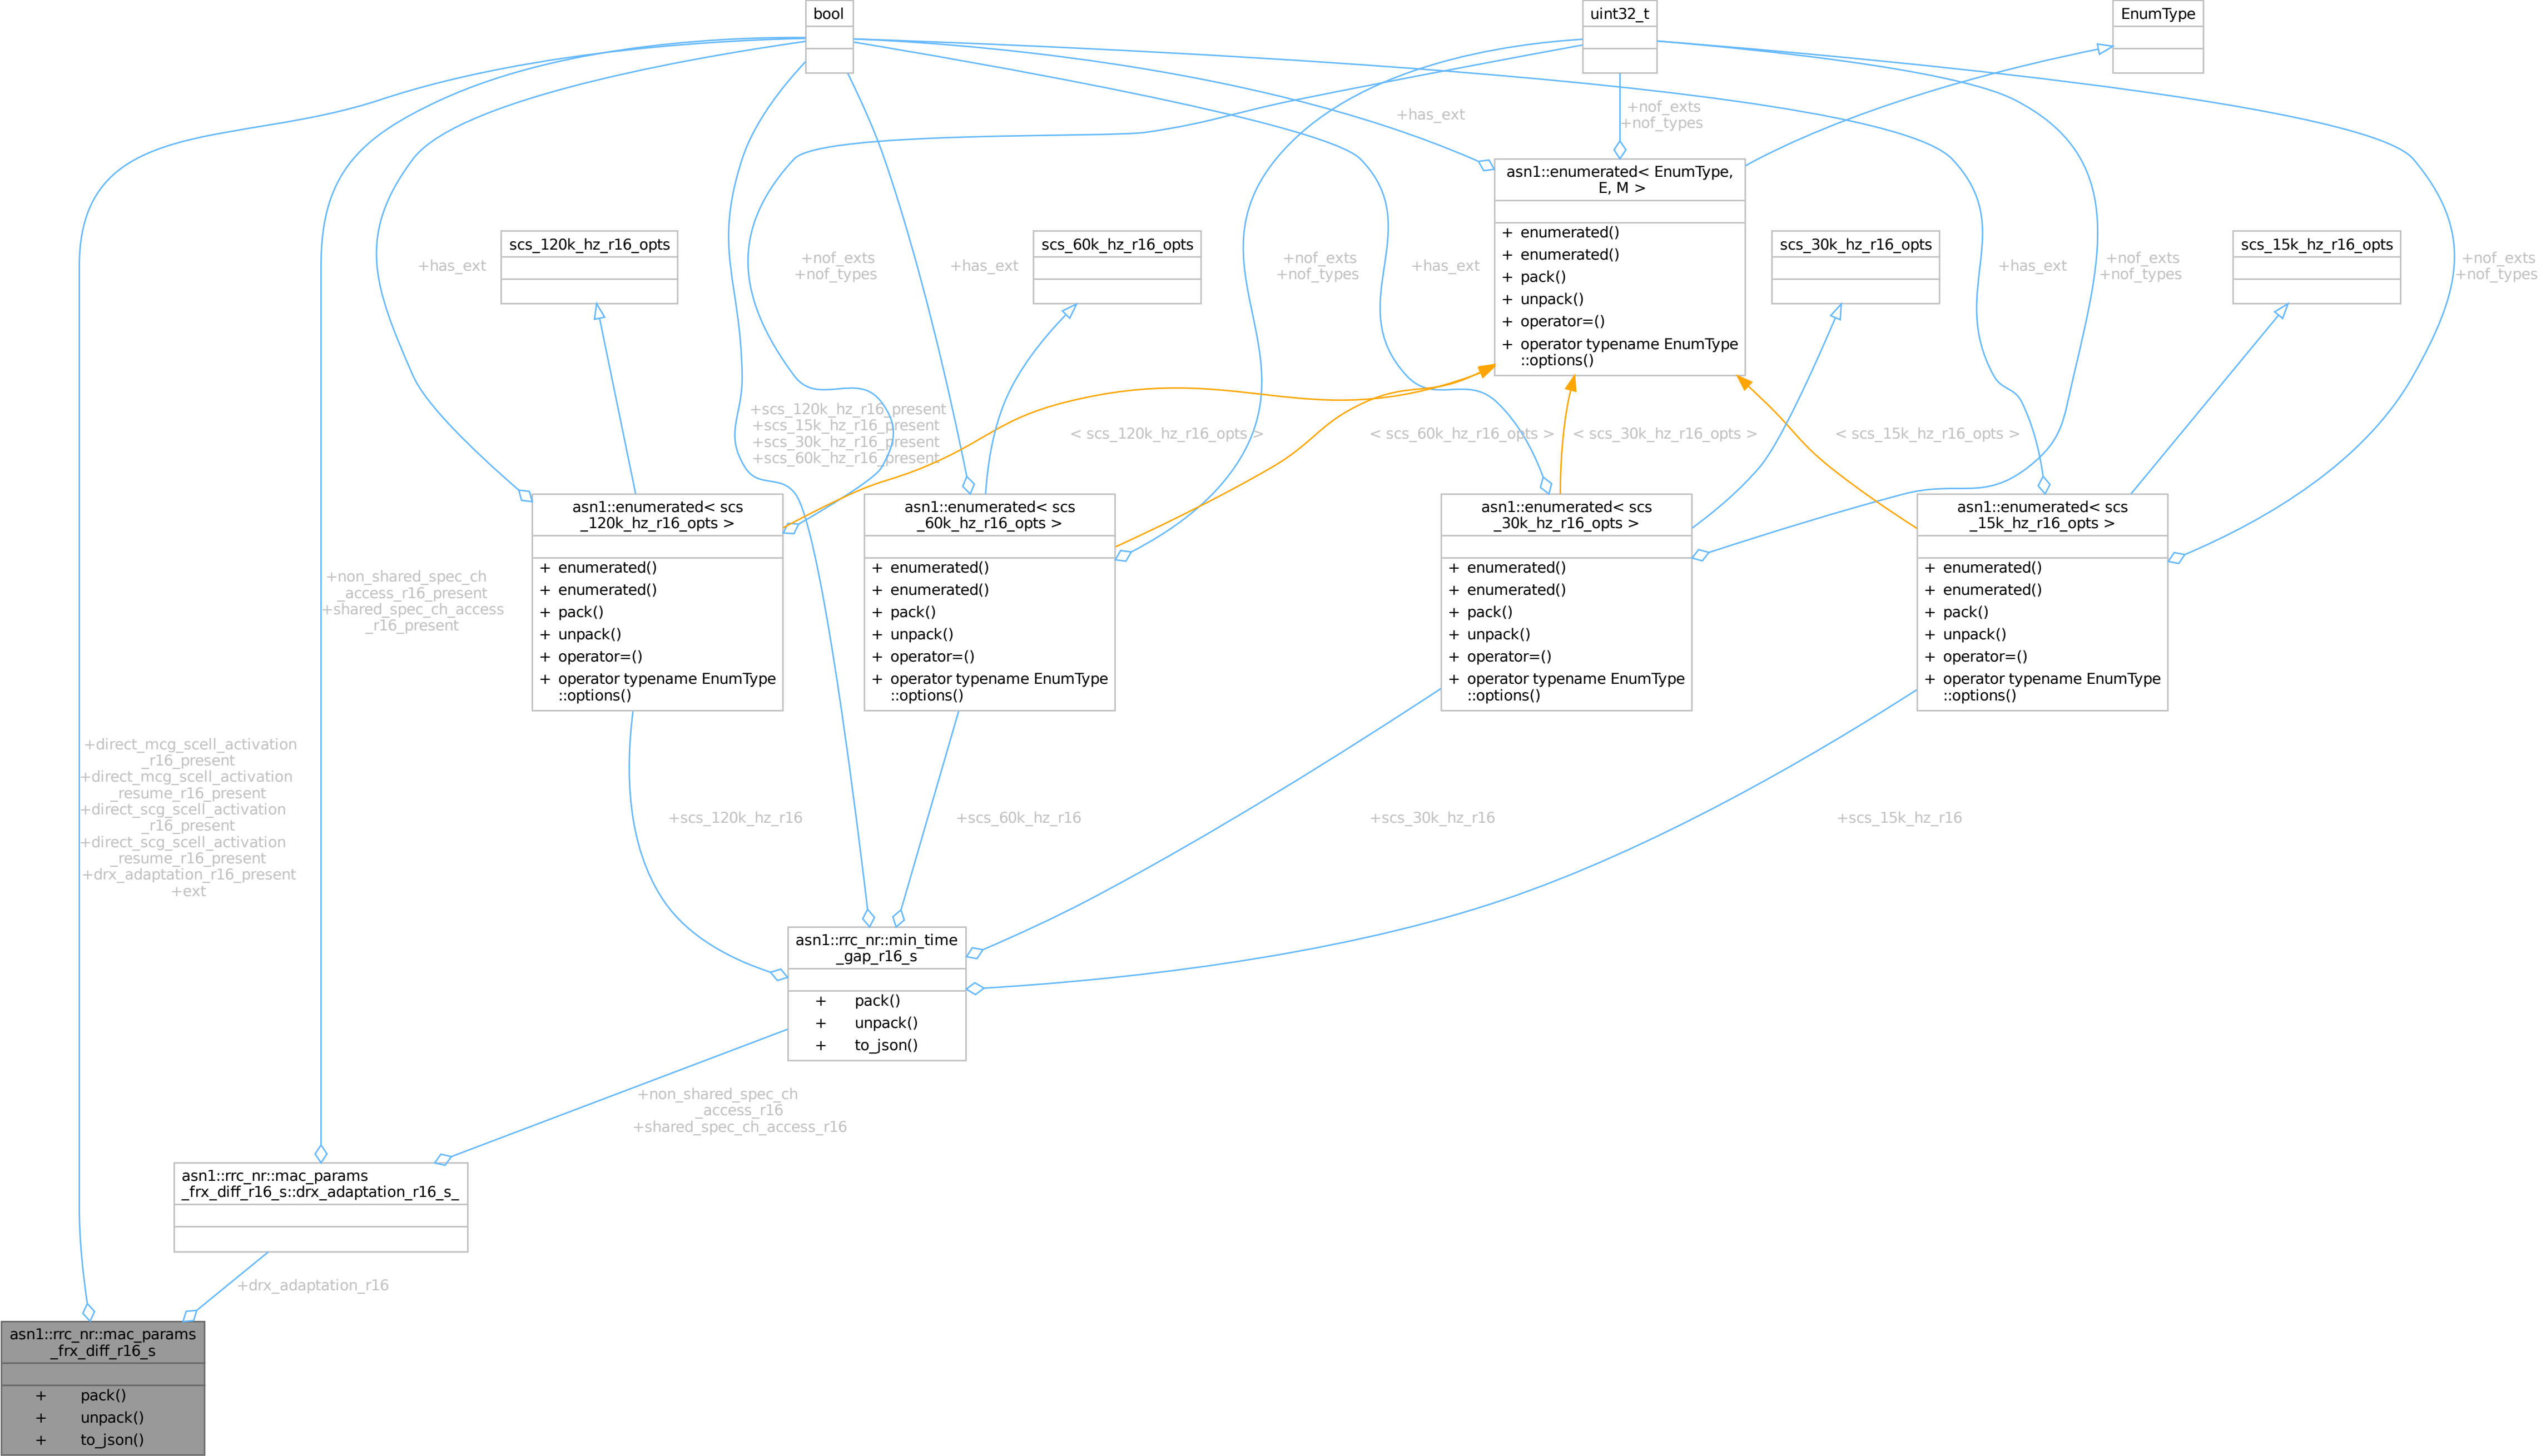 bool
uint32_t
EnumType
+has_ext
+nof_exts
+nof_types
asn1::enumerated< EnumType,
E, M >
+ enumerated()
+ enumerated()
+ pack()
+ unpack()
+ operator=()
+ operator typename EnumType
::options()
scs_120k_hz_r16_opts
scs_60k_hz_r16_opts
scs_30k_hz_r16_opts
scs_15k_hz_r16_opts
+has_ext
+nof_exts
+nof_types
+has_ext
+nof_exts
+nof_types
+has_ext
+has_ext
+nof_exts
+nof_types
+nof_exts
+nof_types
+scs_120k_hz_r16_present
+scs_15k_hz_r16_present
+scs_30k_hz_r16_present
+scs_60k_hz_r16_present
< scs_120k_hz_r16_opts >
< scs_60k_hz_r16_opts >
< scs_30k_hz_r16_opts >
< scs_15k_hz_r16_opts >
asn1::enumerated< scs
_120k_hz_r16_opts >
+ enumerated()
+ enumerated()
+ pack()
+ unpack()
+ operator=()
+ operator typename EnumType
::options()
asn1::enumerated< scs
_60k_hz_r16_opts >
+ enumerated()
+ enumerated()
+ pack()
+ unpack()
+ operator=()
+ operator typename EnumType
::options()
asn1::enumerated< scs
_30k_hz_r16_opts >
+ enumerated()
+ enumerated()
+ pack()
+ unpack()
+ operator=()
+ operator typename EnumType
::options()
asn1::enumerated< scs
_15k_hz_r16_opts >
+ enumerated()
+ enumerated()
+ pack()
+ unpack()
+ operator=()
+ operator typename EnumType
::options()
+non_shared_spec_ch
_access_r16_present
+shared_spec_ch_access
_r16_present
+direct_mcg_scell_activation
_r16_present
+direct_mcg_scell_activation
_resume_r16_present
+direct_scg_scell_activation
_r16_present
+direct_scg_scell_activation
_resume_r16_present
+drx_adaptation_r16_present
+ext
+scs_120k_hz_r16
+scs_60k_hz_r16
+scs_30k_hz_r16
+scs_15k_hz_r16
asn1::rrc_nr::min_time
_gap_r16_s
+ pack()
+ unpack()
+ to_json()
+non_shared_spec_ch
_access_r16
+shared_spec_ch_access_r16
asn1::rrc_nr::mac_params
_frx_diff_r16_s::drx_adaptation_r16_s_
+drx_adaptation_r16
asn1::rrc_nr::mac_params
_frx_diff_r16_s
+ pack()
+ unpack()
+ to_json()